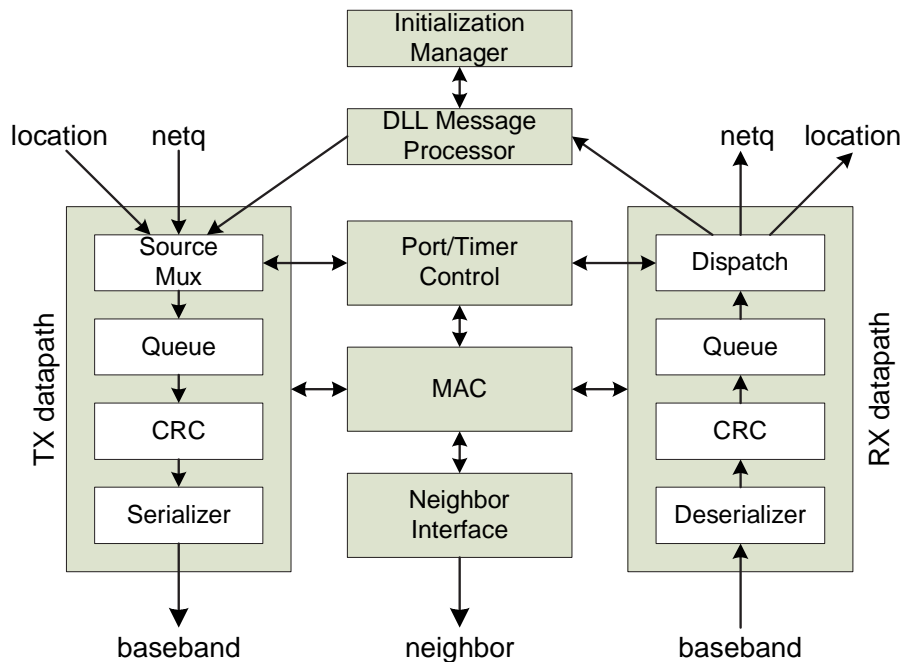 Initialization
Manager
location
netq
DLL Message
Processor
netq
location
TX datapath
Source
Mux
Queue
CRC
Serializer
Port/Timer
Control
MAC
Neighbor
Interface
Dispatch
Queue
CRC
Deserializer
RX datapath
baseband
neighbor
baseband